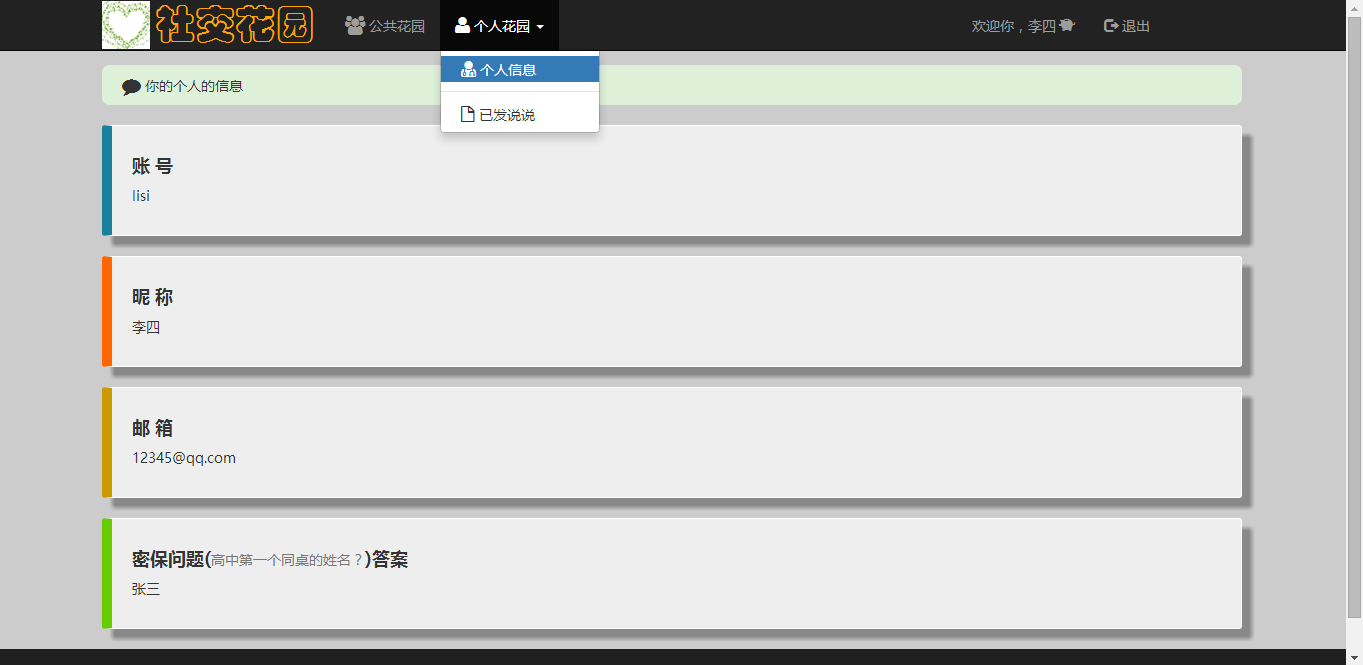 社交花园 公共花园 个人花园 欢迎你，李四 退出
个人信息
已发说说
你的个人的信息
账 号
lisi
昵 称
李四
邮 箱
12345@qq.com
密保问题(高中第一个同桌的姓名？)答案
张三